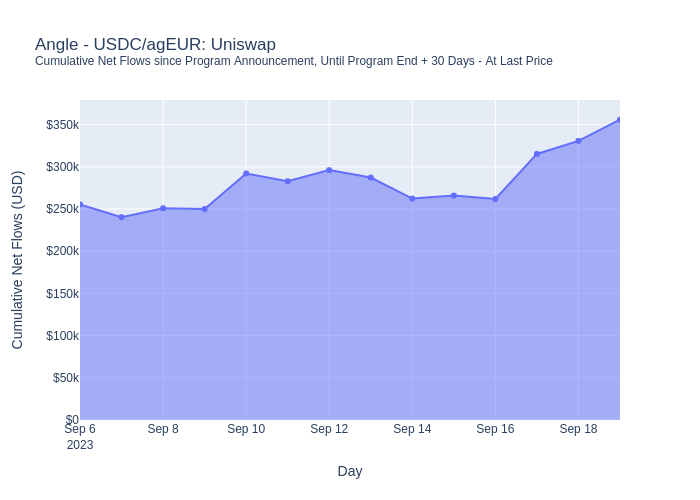 Angle - USDC/agEUR: Uniswap
Cumulative Net Flows since Program Announcement, Until Program End + 30 Days - At Last Price
Cumulative Net Flows (USD)
$350k
$300k
$250k
$200k
$150k
$100k
$50k
$0
Sep 6 Sep 8 Sep 10 Sep 12 Sep 14 Sep 16 Sep 18
2023
Day